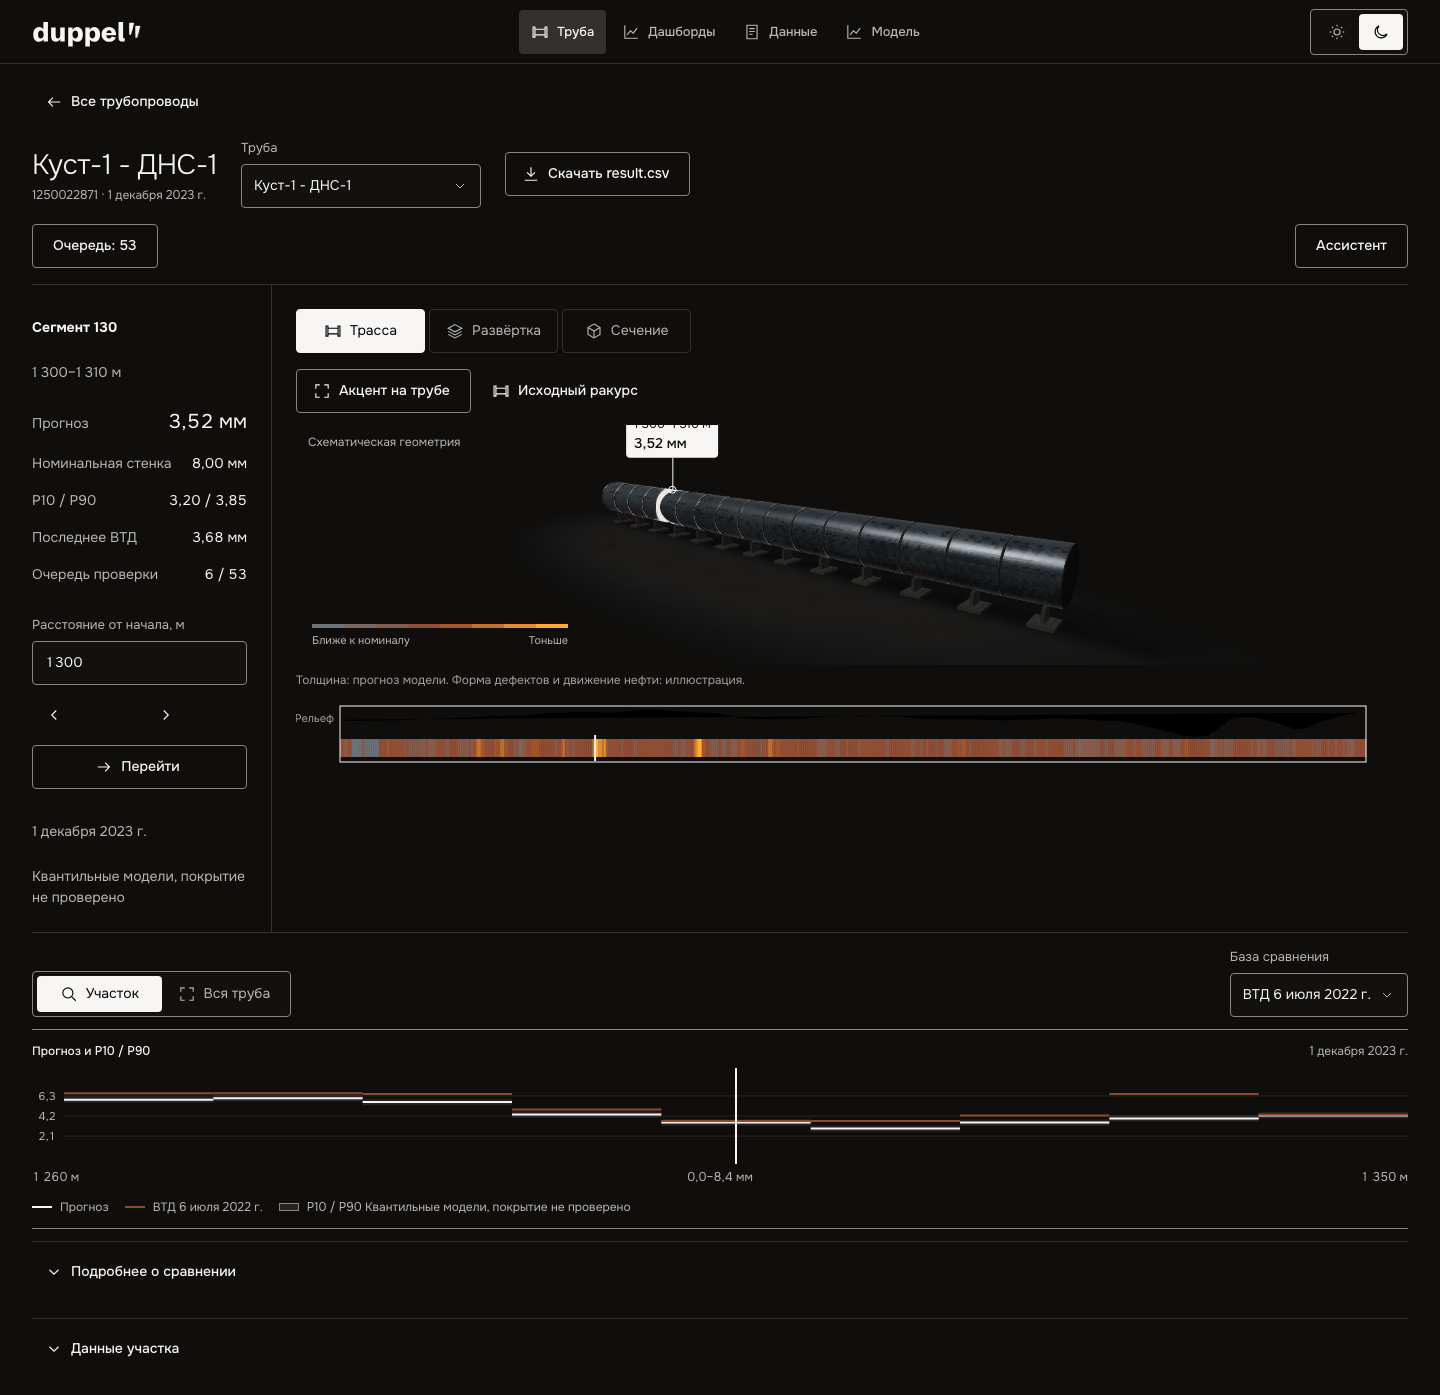 duppel
Труба
Дашборды
Данные
Модель
Все трубопроводы
Куст-1 - ДНС-1
1250022871 · 1 декабря 2023 г.
Труба
Куст-1 - ДНС-1
Скачать result.csv
Очередь: 53
Ассистент
Сегмент 130
1 300–1 310 м
Прогноз 3,52 мм
Номинальная стенка 8,00 мм
P10 / P90 3,20 / 3,85
Последнее ВТД 3,68 мм
Очередь проверки 6 / 53
Расстояние от начала, м
1 300
Перейти
1 декабря 2023 г.
Квантильные модели, покрытие
не проверено
Трасса
Развёртка
Сечение
Акцент на трубе
Исходный ракурс
Схематическая геометрия
1 300–1 310 м
3,52 мм
Ближе к номиналу
Тоньше
Толщина: прогноз модели. Форма дефектов и движение нефти: иллюстрация.
Рельеф
Участок
Вся труба
База сравнения
ВТД 6 июля 2022 г.
Прогноз и P10 / P90
1 декабря 2023 г.
6,3
4,2
2,1
1 260 м
0,0–8,4 мм
1 350 м
Прогноз
ВТД 6 июля 2022 г.
P10 / P90 Квантильные модели, покрытие не проверено
Подробнее о сравнении
Данные участка